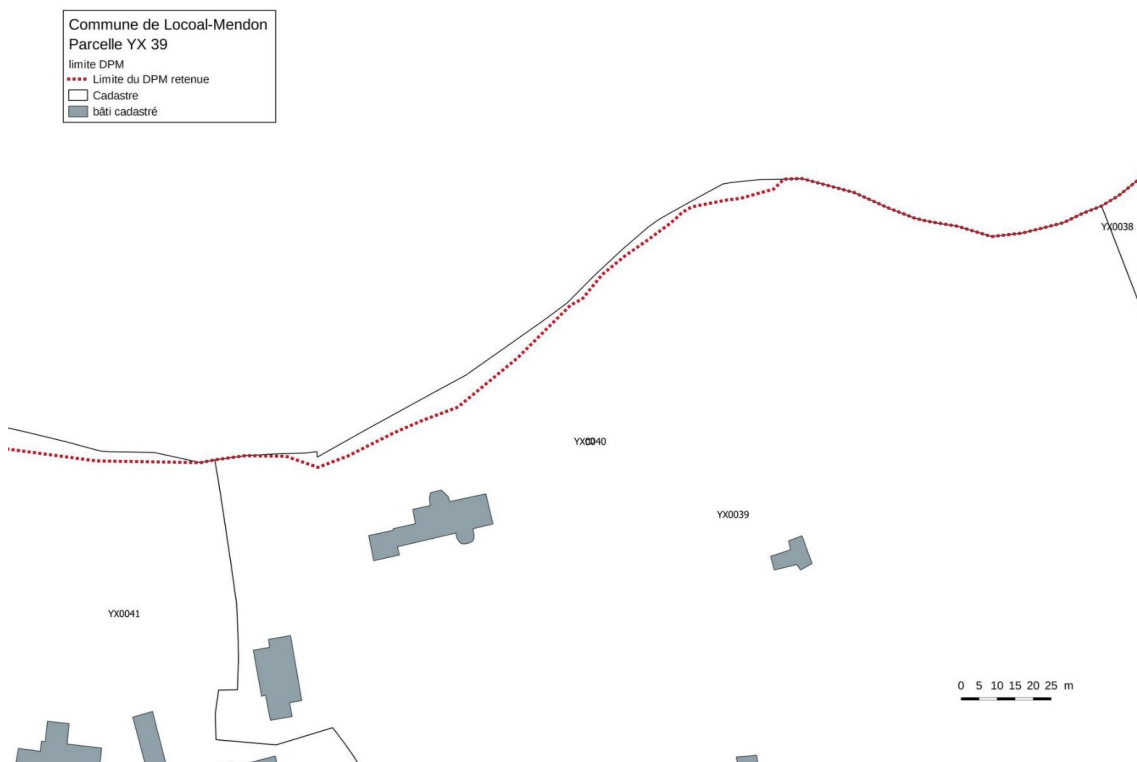 Commune de Locoal-Mendon
Parcelle YX 39
limite DPM
Limite du DPM retenue
Cadastre
bâti cadastré
YX0038
YX0040
YX0039
YX0041
0 5 10 15 20 25 m